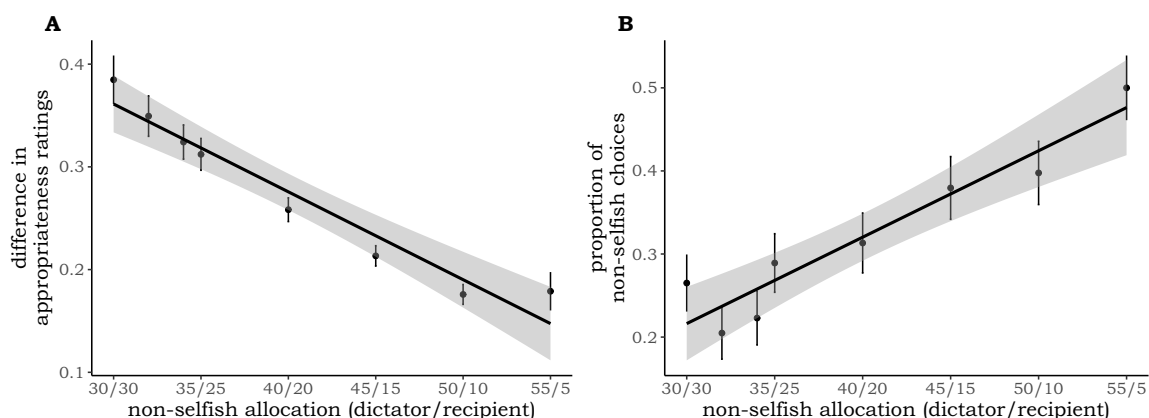 A
difference in
appropriateness ratings
0.4
0.3
0.2
0.1
30/30 35/25 40/20 45/15 50/10 55/5
non-selfish allocation (dictator/recipient)
B
proportion of
non-selfish choices
0.5
0.4
0.3
0.2
30/30 35/25 40/20 45/15 50/10 55/5
non-selfish allocation (dictator/recipient)